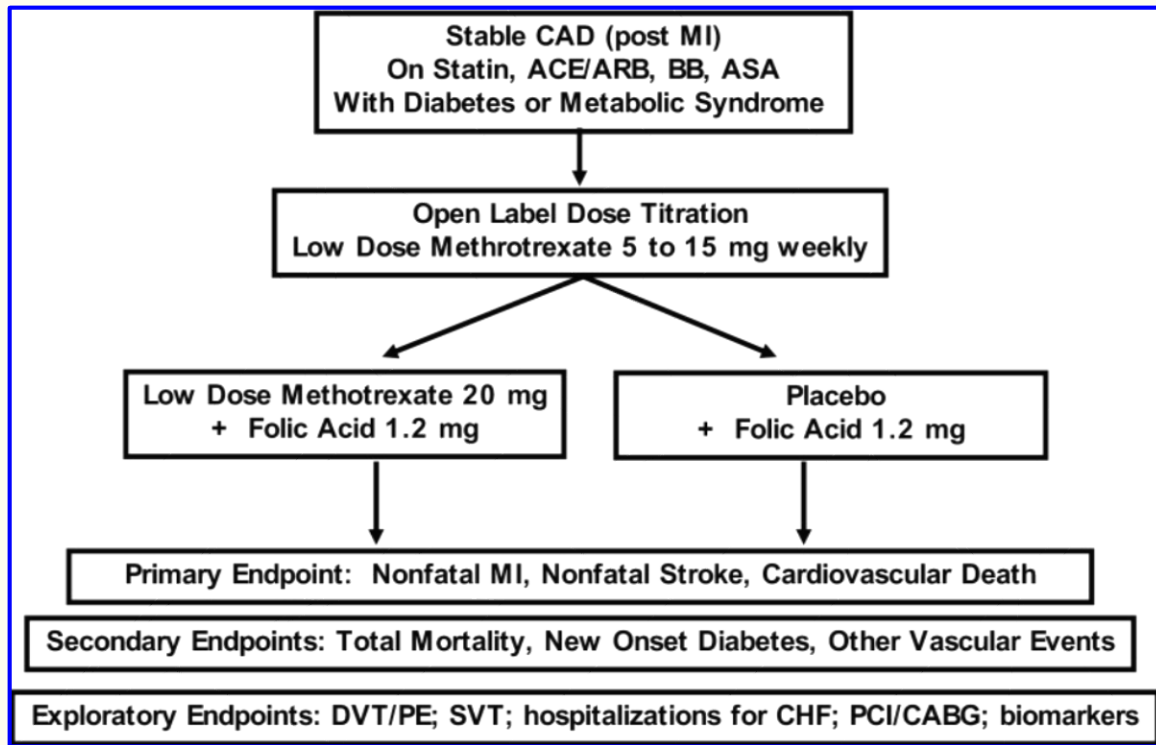 Stable CAD (post MI)
On Statin, ACE/ARB, BB, ASA
With Diabetes or Metabolic Syndrome
Open Label Dose Titration
Low Dose Methrotrexate 5 to 15 mg weekly
Low Dose Methotrexate 20 mg
+ Folic Acid 1.2 mg
Placebo
+ Folic Acid 1.2 mg
Primary Endpoint: Nonfatal MI, Nonfatal Stroke, Cardiovascular Death
Secondary Endpoints: Total Mortality, New Onset Diabetes, Other Vascular Events
Exploratory Endpoints: DVT/PE; SVT; hospitalizations for CHF; PCI/CABG; biomarkers